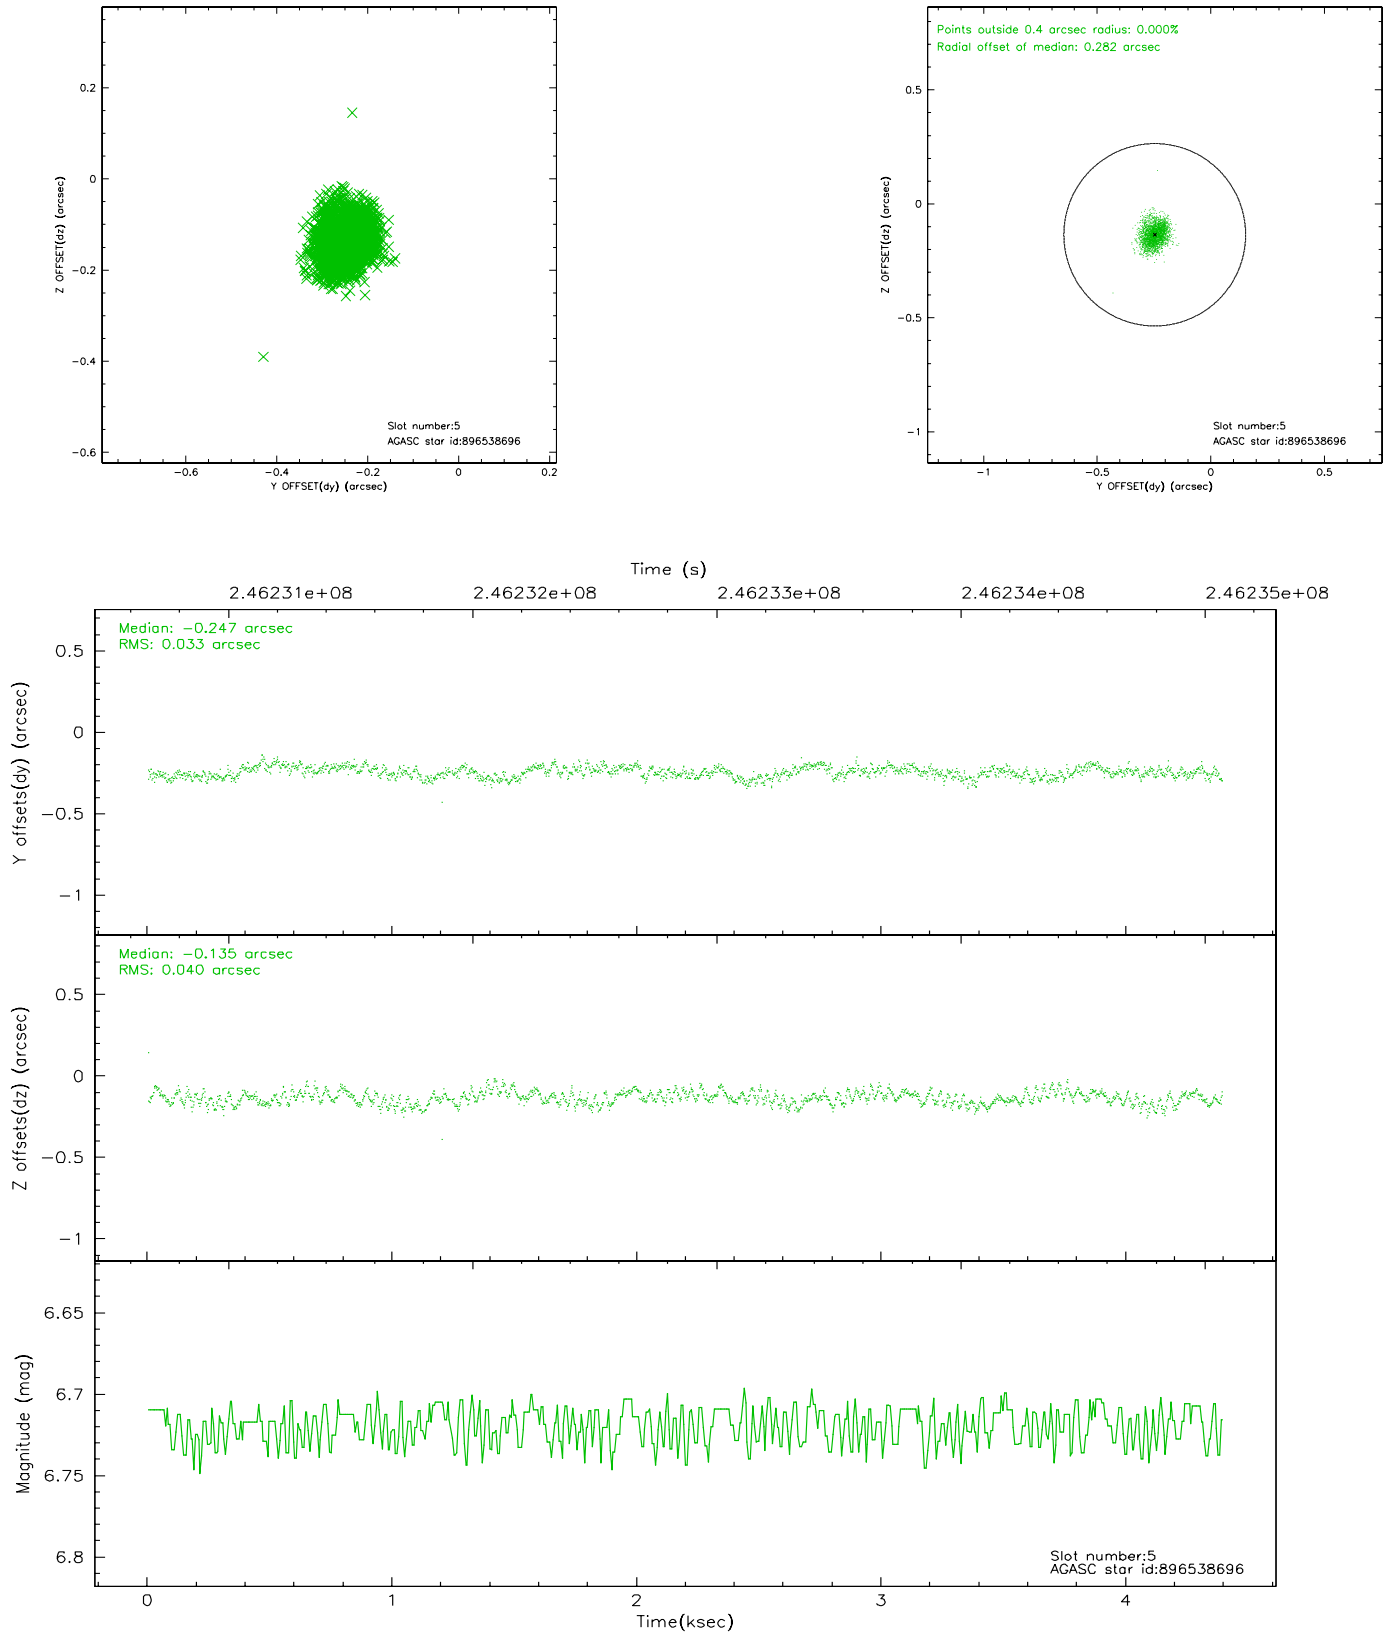 0.2
0
-0.2
-0.4
-0.6
Z OFFSET(dz) (arcsec)
Slot number:5
AGASC star id:896538696
-0.6
-0.4
-0.2
0
0.2
Y OFFSET(dy) (arcsec)
Points outside 0.4 arcsec radius: 0.000%
Radial offset of median: 0.282 arcsec
0.5
0
-0.5
-1
Z OFFSET(dz) (arcsec)
Slot number:5
AGASC star id:896538696
-1
-0.5
0
0.5
Y OFFSET(dy) (arcsec)
Time (s)
2.46231e+08
2.46232e+08
2.46233e+08
2.46234e+08
2.46235e+08
Median: -0.247 arcsec
RMS: 0.033 arcsec
0.5
0
-0.5
-1
Y offsets(dy) (arcsec)
Median: -0.135 arcsec
RMS: 0.040 arcsec
0.5
0
-0.5
-1
Z offsets(dz) (arcsec)
6.65
6.7
6.75
6.8
Magnitude (mag)
Slot number:5
AGASC star id:896538696
0
1
2
3
4
Time(ksec)